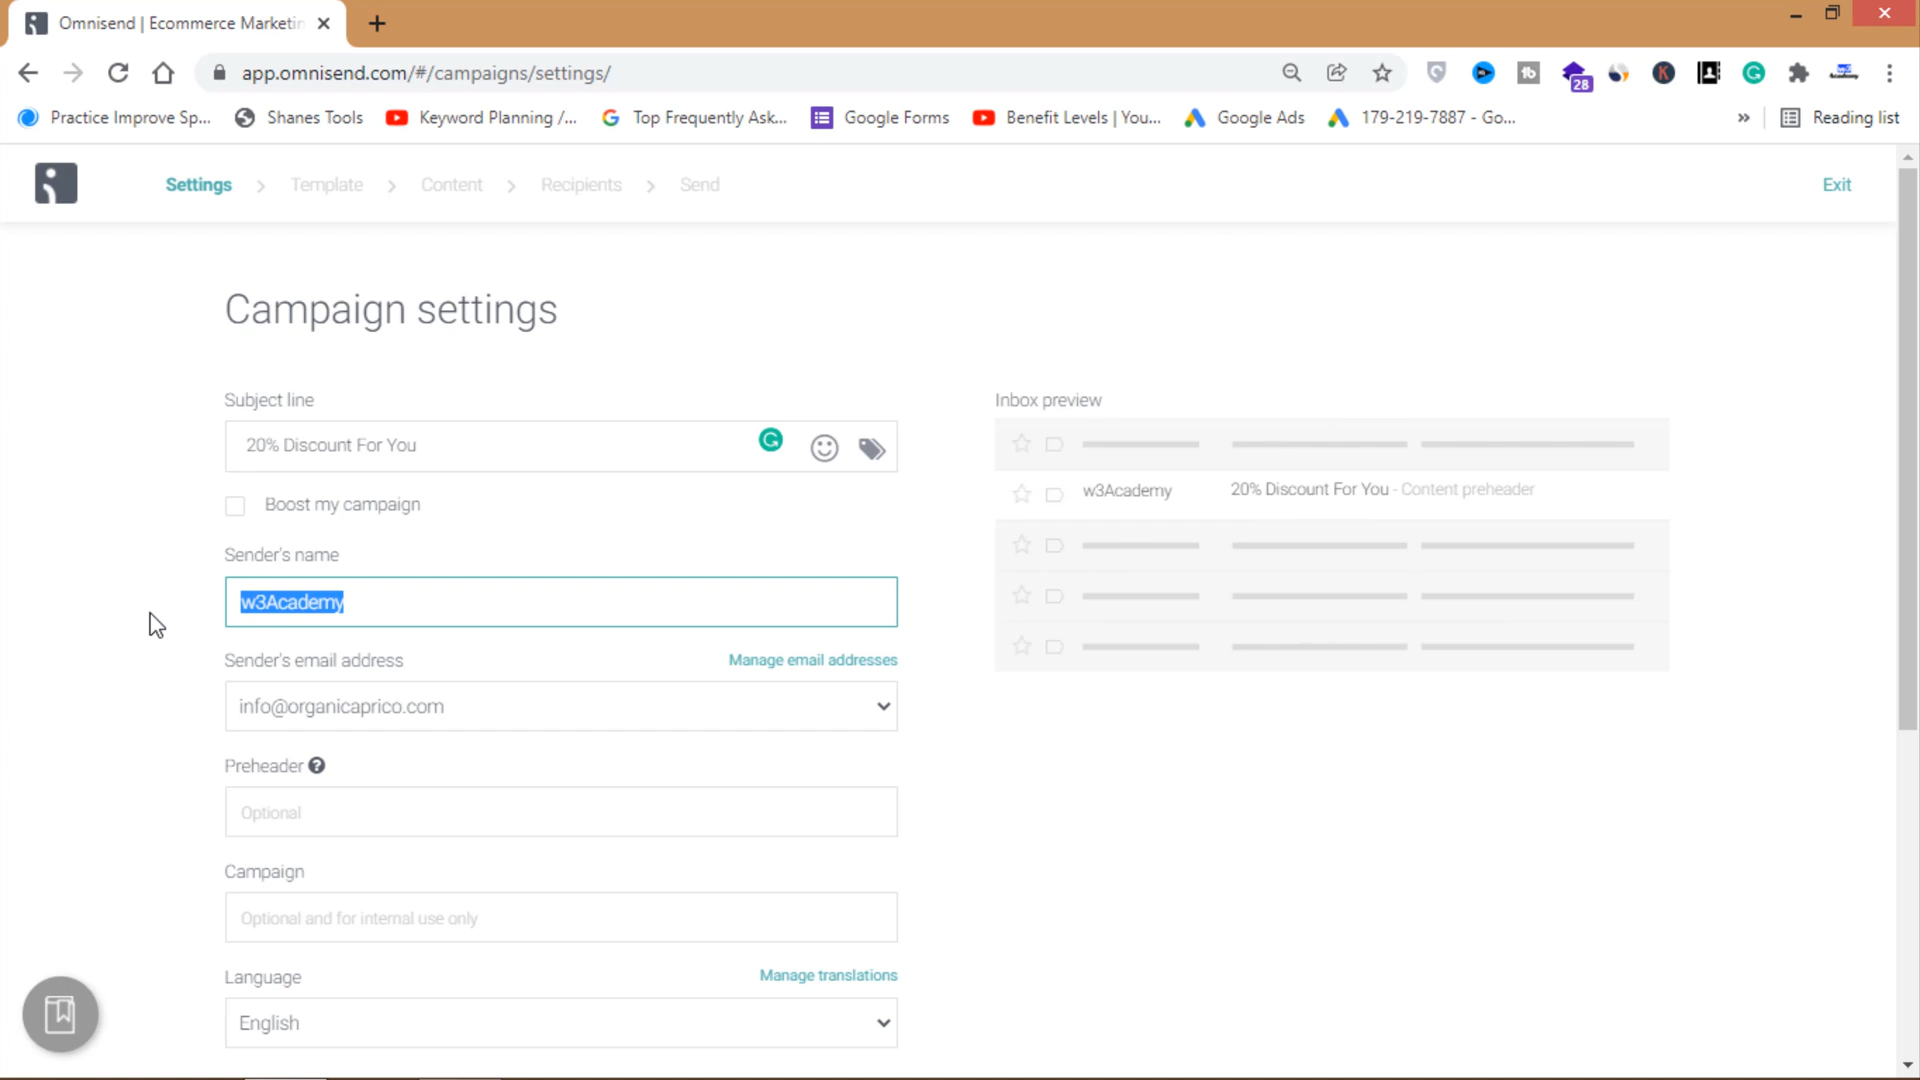 Omnisend | Ecommerce Marketin
app.omnisend.com/#/campaigns/settings/
28
Practice Improve Sp... Shanes Tools Keyword Planning /... Top Frequently Ask... Google Forms Benefit Levels | You... Google Ads 179-219-7887 - Go... » Reading list
Settings > Template > Content > Recipients > Send Exit
Campaign settings
Subject line
20% Discount For You
Boost my campaign
Sender's name
w3Academy
Sender's email address Manage email addresses
info@organicaprico.com
Preheader ?
Optional
Campaign
Optional and for internal use only
Language Manage translations
English
Inbox preview
w3Academy 20% Discount For You - Content preheader